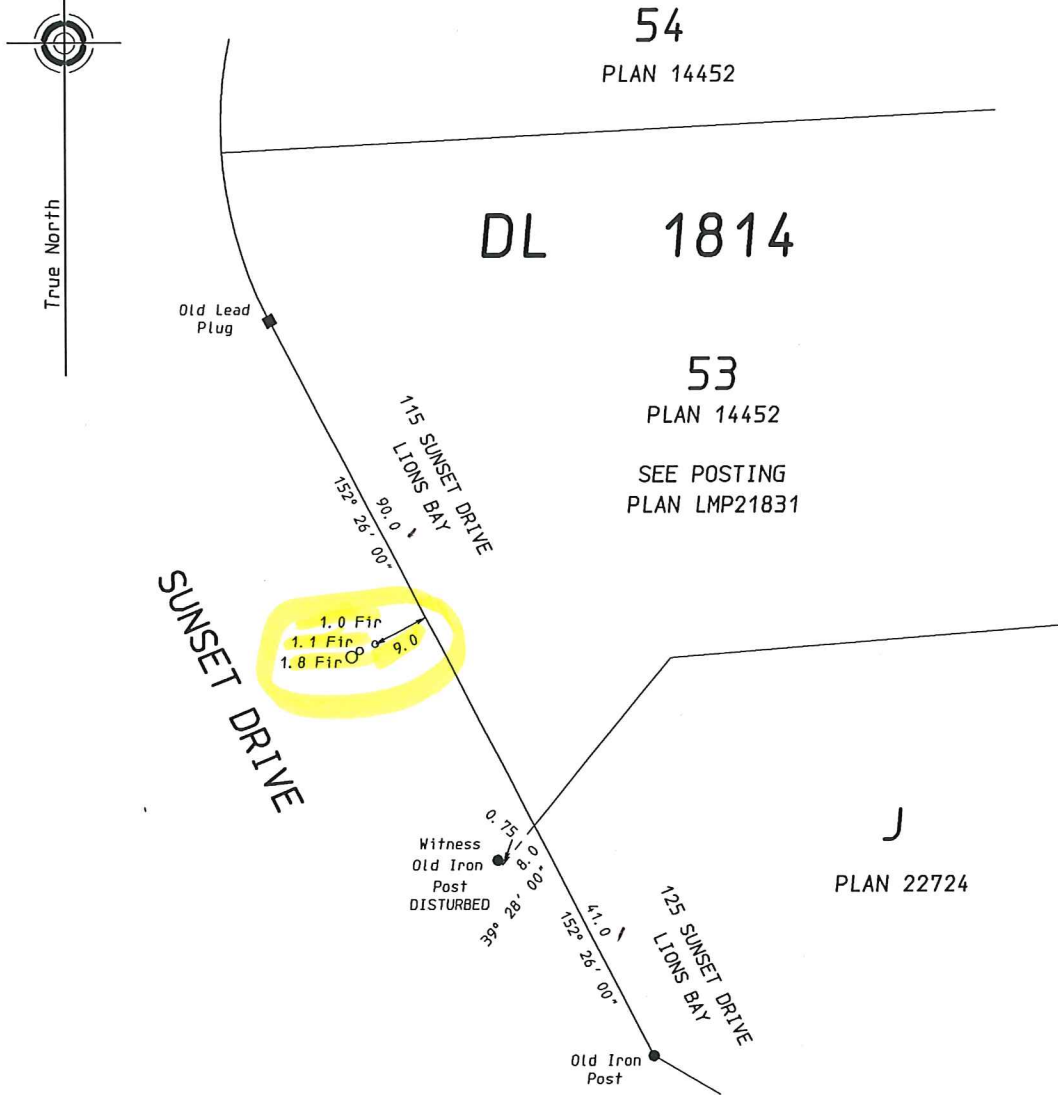 54
PLAN 14452
True North
DL 1814
Old Lead
Plug
53
PLAN 14452
SEE POSTING
PLAN LMP21831
115 SUNSET DRIVE
LIONS BAY
90.0
152° 26' 00"
SUNSET DRIVE
1.0 Fir
1.1 Fir
1.8 Fir
9.0
Witness
Old Iron
Post
DISTURBED
0.75
8.0
39° 28' 00"
J
PLAN 22724
41.0
152° 26' 00"
125 SUNSET DRIVE
LIONS BAY
Old Iron
Post